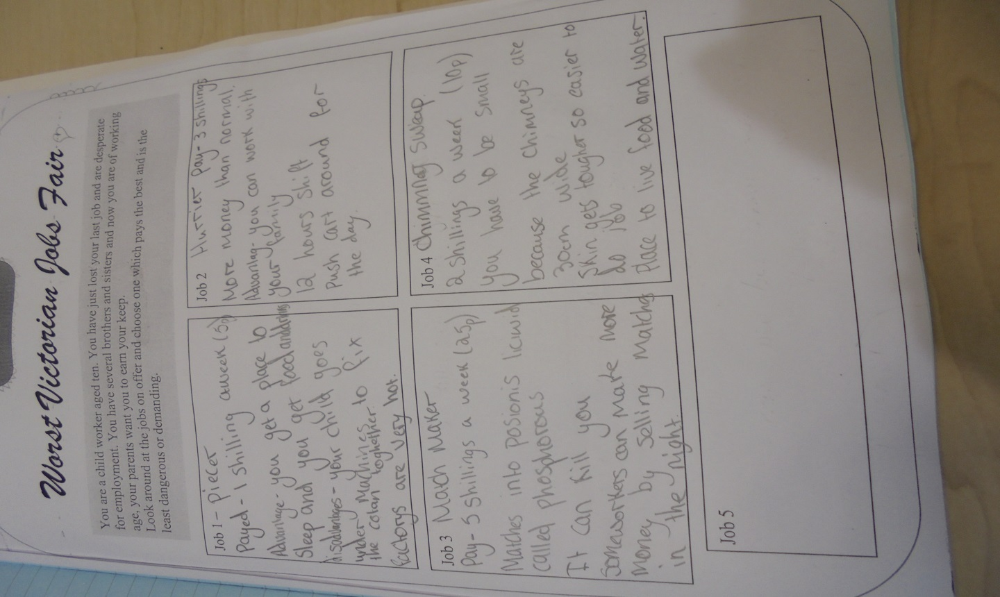 Worst Victorian Jobs Fair
You are a child worker aged ten. You have just lost your last job and are desperate
for employment. You have several brothers and sisters and now you are of working
age, your parents want you to earn your keep.
Look around at the jobs on offer and choose one which pays the best and is the
least dangerous or demanding.
Job 1 - Piecer
Payed - 1 shilling aweek (5p)
Advantage - you get a place to
Sleep and you get food and drink
Disadvantages - your child goes
under Machines to fix
the cotan toghether
factorys are very hot.
Job 2 Hurrier Pay - 3 shillings
More money than normal.
Advantag - you can work with
your family
12 hours shift
Push cart around for
the day.
Job 3 Mach Maker
Pay - 5 shillings a week (25p)
Matches into posionis liciwid
called phosphorous
It can kill you
Someworkers can make more
money by selling matchs
in the night.
Job 4 Chimmay Sweap
2 shillings a week (10p)
You have to be small
because the chimneys are
30cm wide
Skin gets tougher so easier to
do job
Place to live food and water.
Job 5